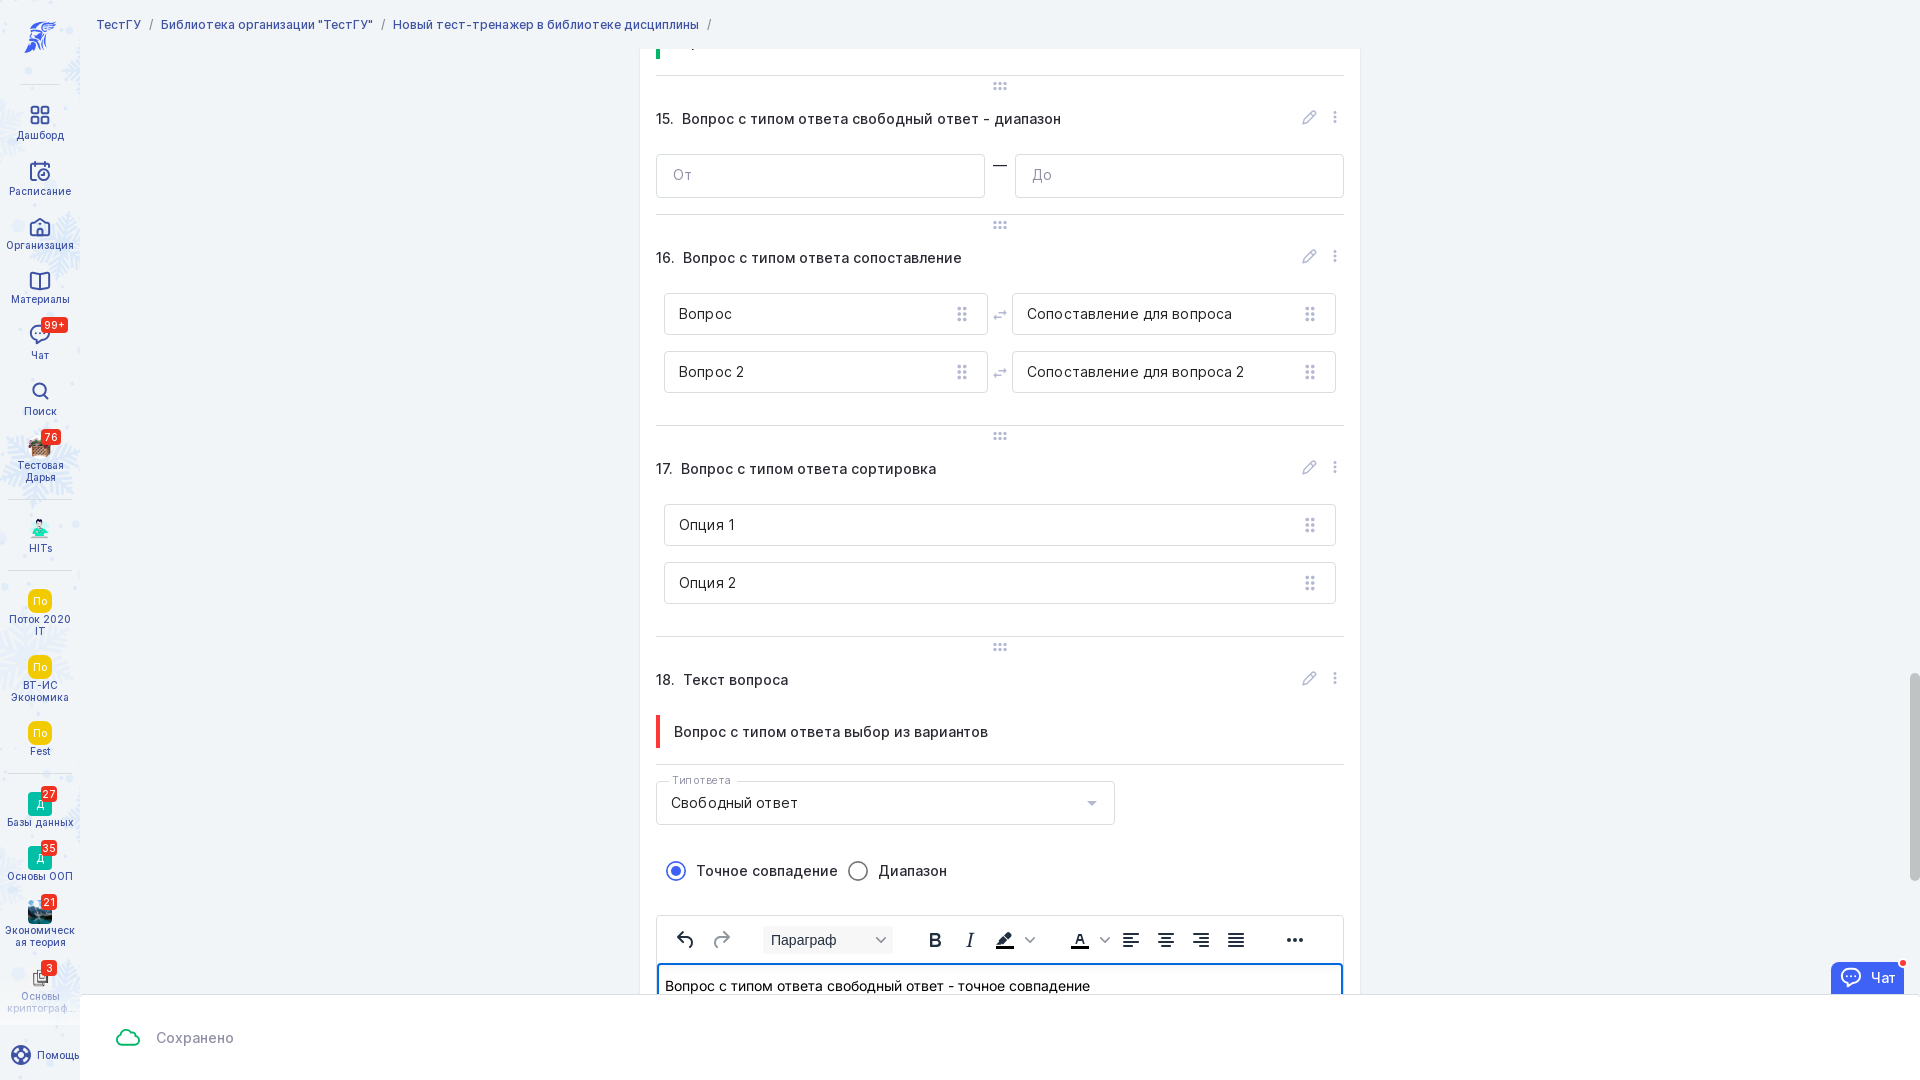 ТестГУ / Библиотека организации "ТестГУ" / Новый тест-тренажер в библиотеке дисциплины /
Дашборд
Расписание
Организация
Материалы
99+
Чат
Поиск
76
Тестовая
Дарья
HITs
По
Поток 2020
IT
По
ВТ-ИС
Экономика
По
Fest
27
Д
Базы данных
35
Д
Основы ООП
21
Экономическ
ая теория
3
Основы
криптограф...
Помощь
15. Вопрос с типом ответа свободный ответ - диапазон
От — До
16. Вопрос с типом ответа сопоставление
Вопрос Сопоставление для вопроса
Вопрос 2 Сопоставление для вопроса 2
17. Вопрос с типом ответа сортировка
Опция 1
Опция 2
18. Текст вопроса
Вопрос с типом ответа выбор из вариантов
Тип ответа
Свободный ответ
Точное совпадение Диапазон
Параграф B I A
Вопрос с типом ответа свободный ответ - точное совпадение
Чат
Сохранено